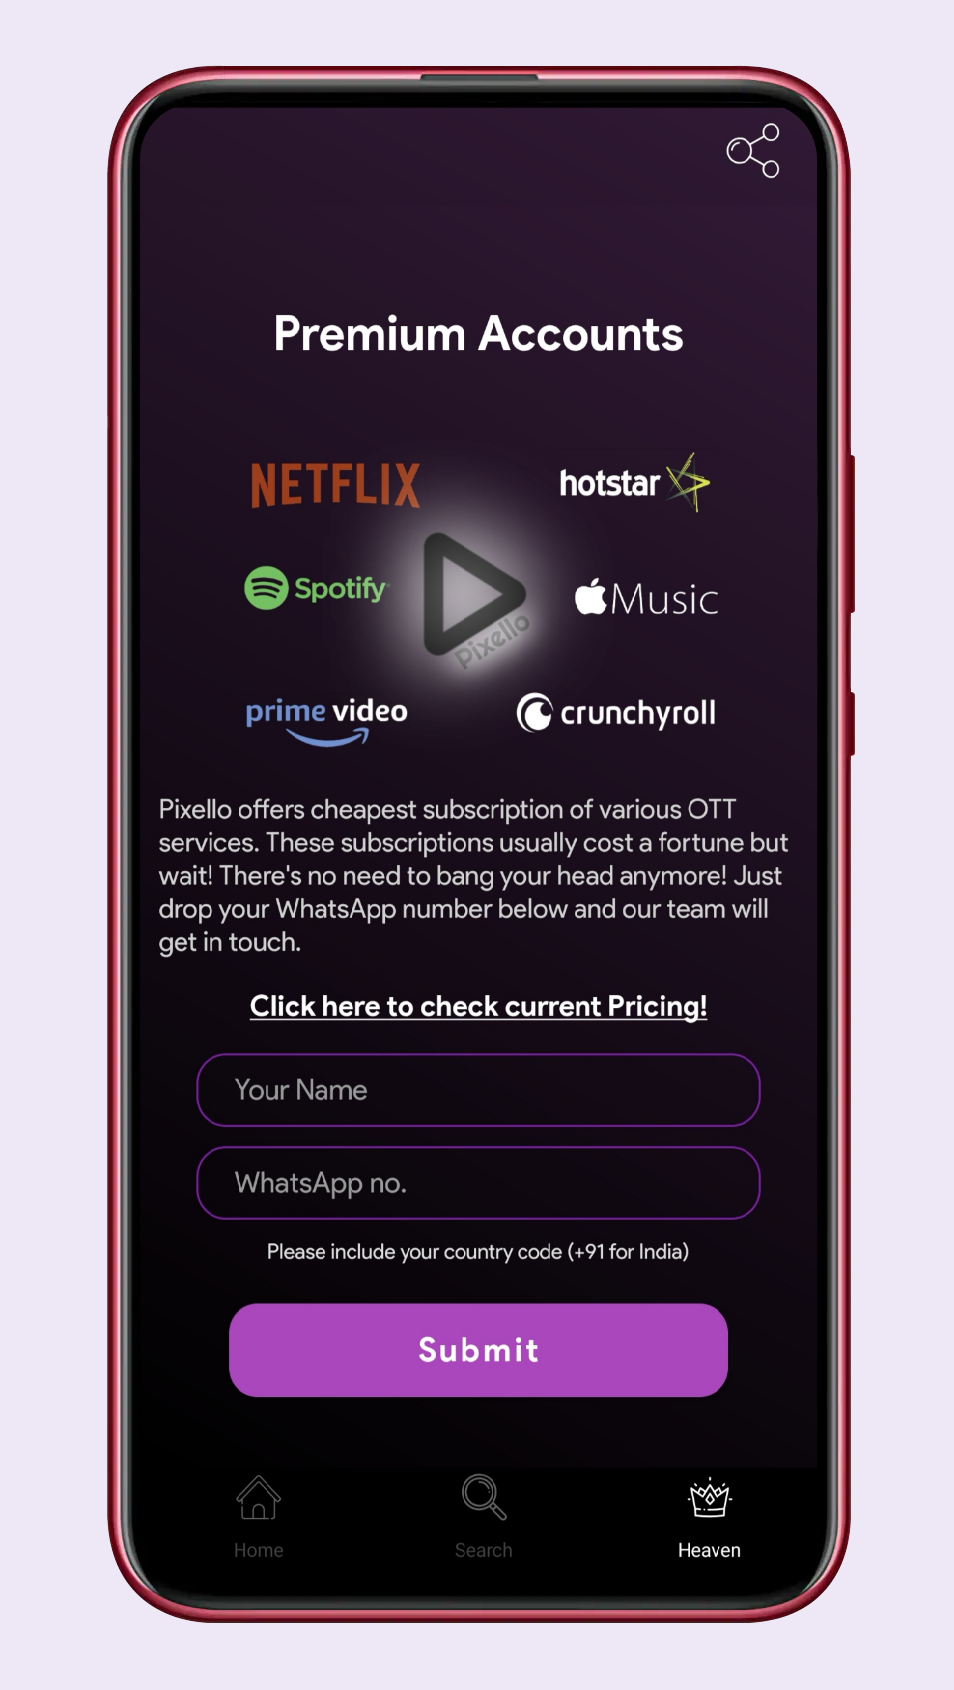 Premium Accounts
NETFLIX
hotstar
Spotify
Music
Pixello
prime video
crunchyroll
Pixello offers cheapest subscription of various OTT
services. These subscriptions usually cost a fortune but
wait! There's no need to bang your head anymore! Just
drop your WhatsApp number below and our team will
get in touch.
Click here to check current Pricing!
Your Name
WhatsApp no.
Please include your country code (+91 for India)
Submit
Home
Search
Heaven